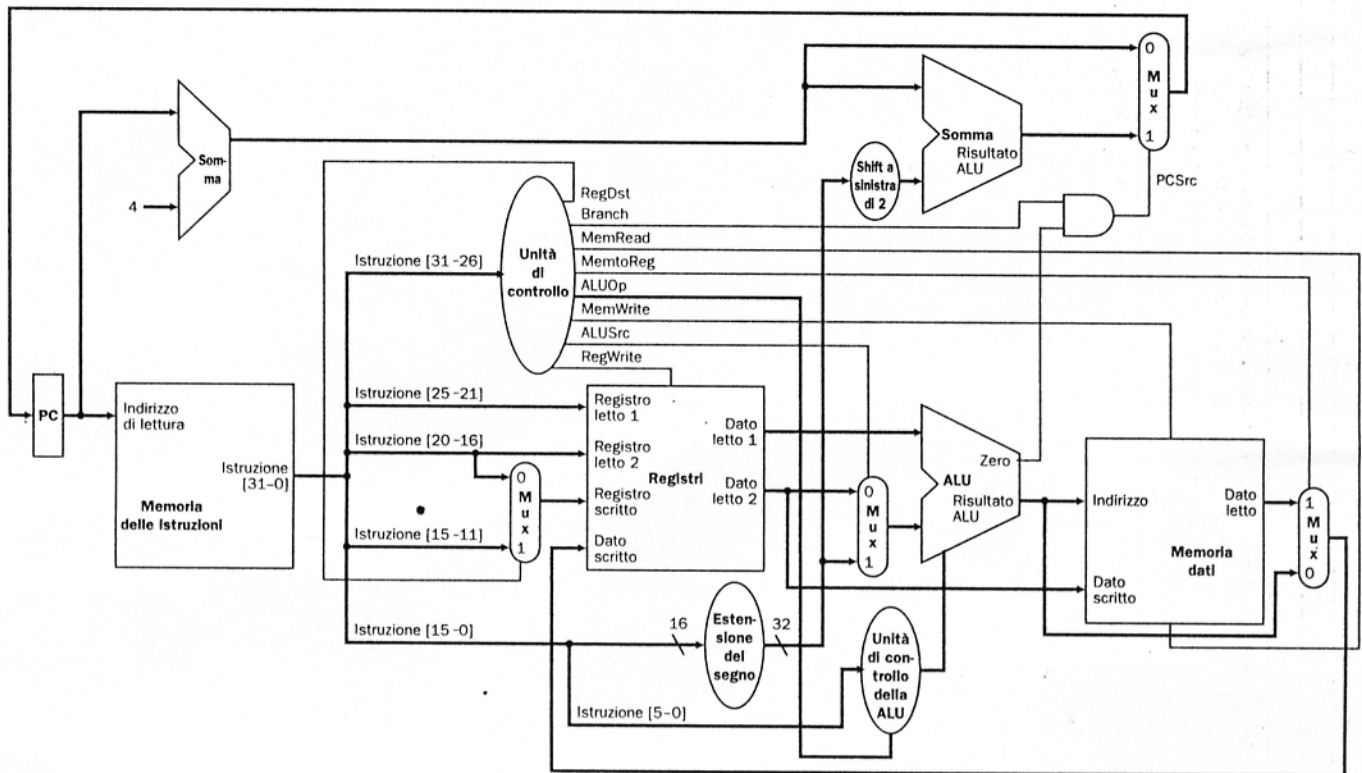 0
M
u
x
1
PCSrc
Somma
Risultato
ALU
Shift a
sinistra
di 2
Som-
ma
4
RegDst
Branch
MemRead
MemtoReg
ALUOp
MemWrite
ALUSrc
RegWrite
Unità
di
controllo
Istruzione [31-26]
PC
Indirizzo
di lettura
Istruzione
[31-0]
Memoria
delle istruzioni
Istruzione [25-21]
Istruzione [20-16]
Istruzione [15-11]
Istruzione [15-0]
Istruzione [5-0]
0
M
u
x
1
Registro
letto 1
Registro
letto 2
Registro
scritto
Dato
scritto
Registri
Dato
letto 1
Dato
letto 2
16
Esten-
sione
del
segno
32
0
M
u
x
1
Zero
ALU
Risultato
ALU
Unità
di con-
trollo
della
ALU
Indirizzo
Dato
letto
Memoria
dati
Dato
scritto
1
M
u
x
0